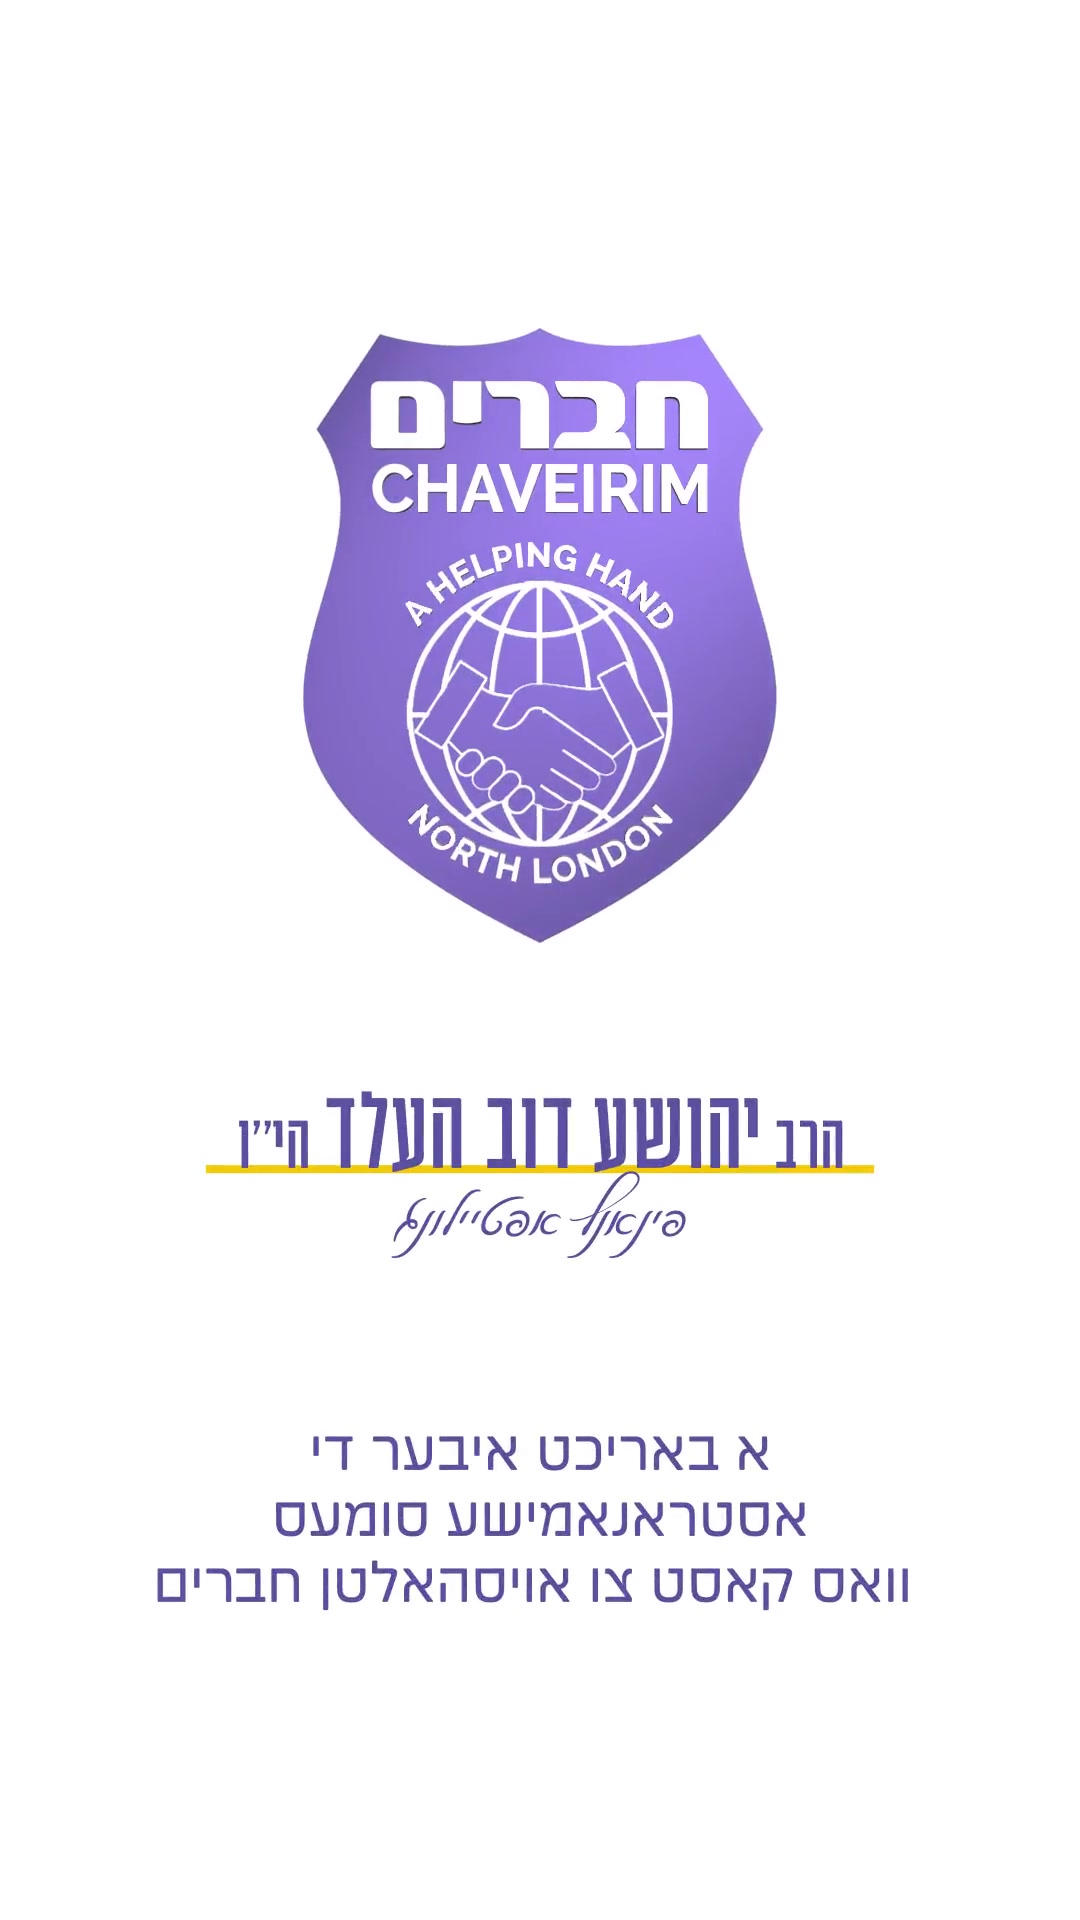 חברים
CHAVEIRIM
A HELPING HAND
NORTH LONDON
הרב יהושע דוב העלד הי״ן
פינאנץ אפטיילונג
א באריכט איבער די
אסטראנאמישע סומעס
וואס קאסט צו אויסהאלטן חברים